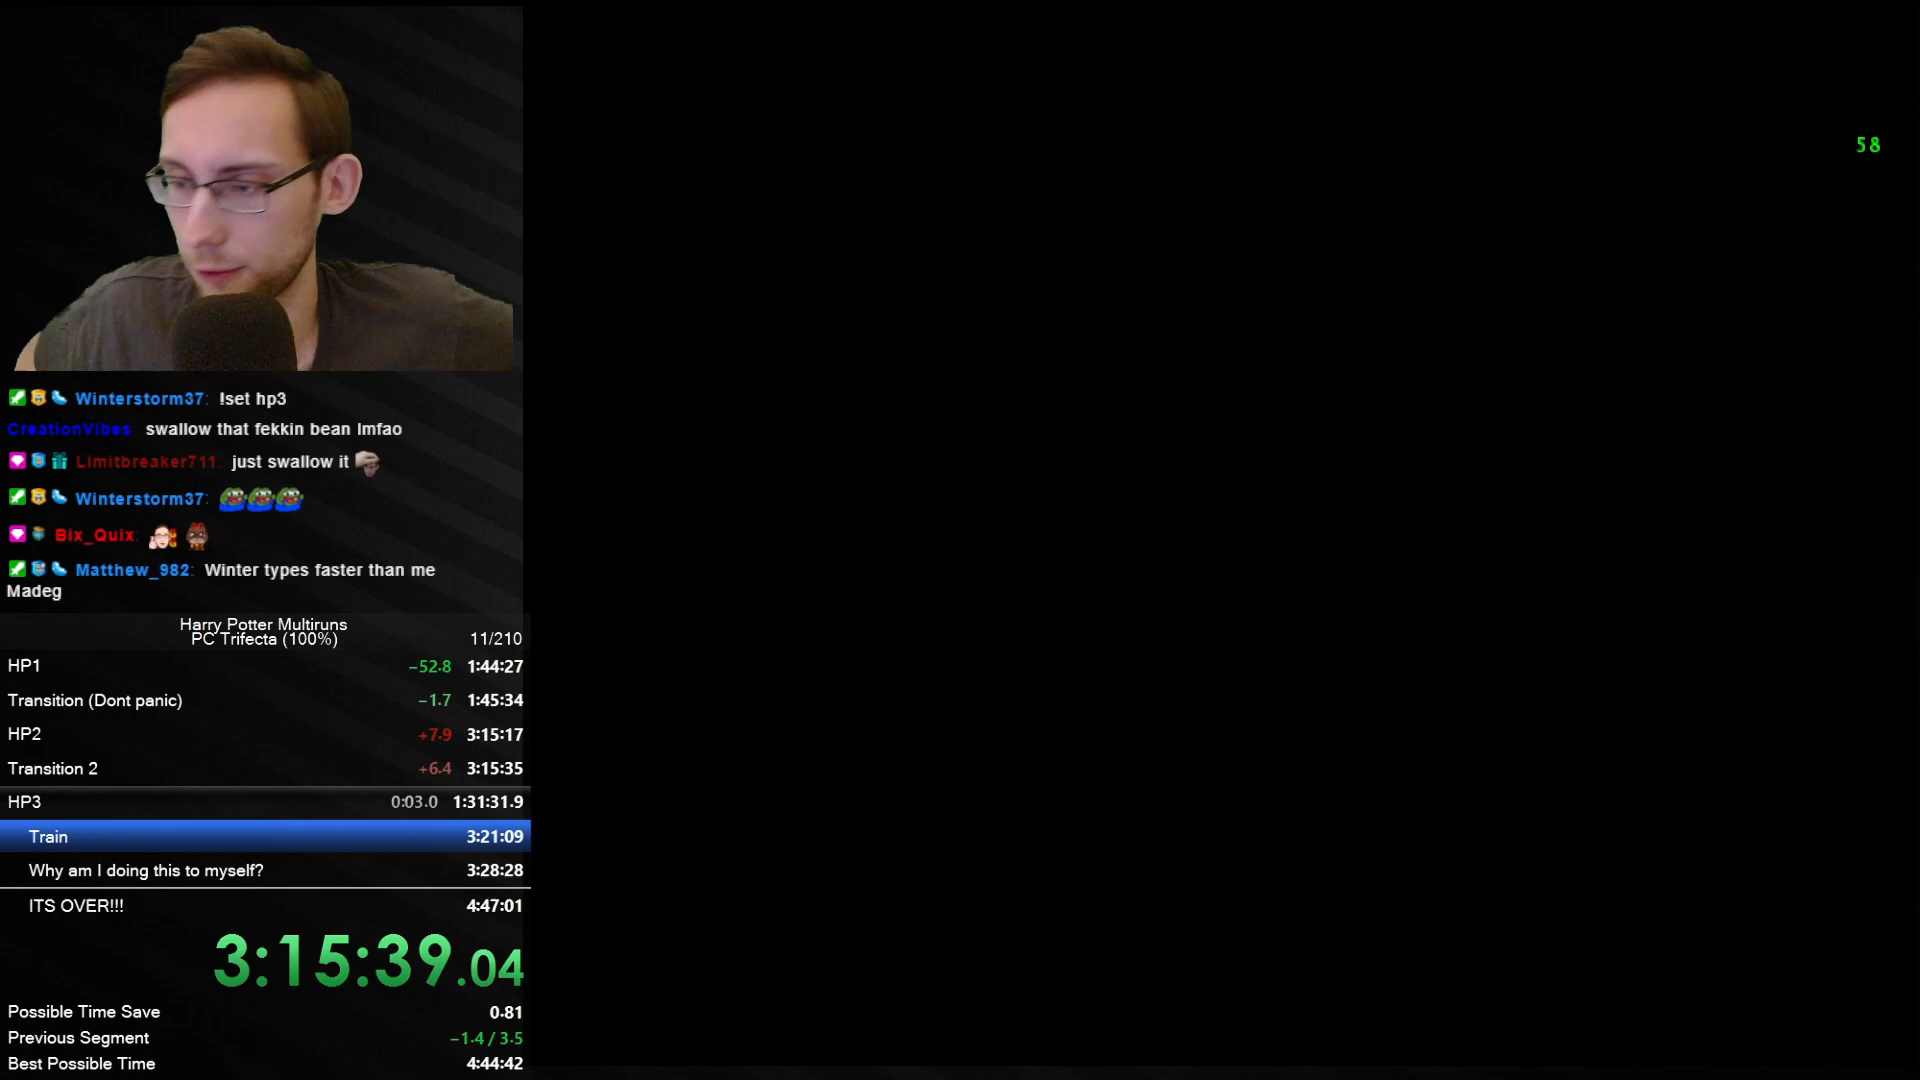 58
Winterstorm37: !set hp3
CreationVibes swallow that fekkin bean lmfao
Limitbreaker711: just swallow it
Winterstorm37:
Bix_Quix:
Matthew_982: Winter types faster than me
Madeg
Harry Potter Multiruns
PC Trifecta (100%) 11/210
HP1 −52.8 1:44:27
Transition (Dont panic) −1.7 1:45:34
HP2 +7.9 3:15:17
Transition 2 +6.4 3:15:35
HP3 0:03.0 1:31:31.9
Train 3:21:09
Why am I doing this to myself? 3:28:28
ITS OVER!!! 4:47:01
3:15:39.04
Possible Time Save 0.81
Previous Segment −1.4 / 3.5
Best Possible Time 4:44:42